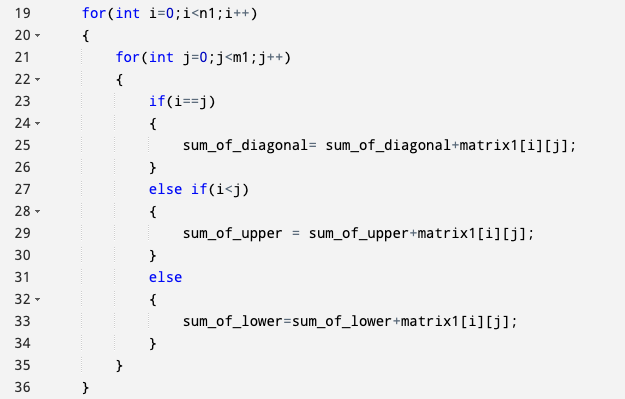 19 for(int i=0;i<n1;i++)
20 {
21 for(int j=0;j<m1;j++)
22 {
23 if(i==j)
24 {
25 sum_of_diagonal= sum_of_diagonal+matrix1[i][j];
26 }
27 else if(i<j)
28 {
29 sum_of_upper = sum_of_upper+matrix1[i][j];
30 }
31 else
32 {
33 sum_of_lower=sum_of_lower+matrix1[i][j];
34 }
35 }
36 }